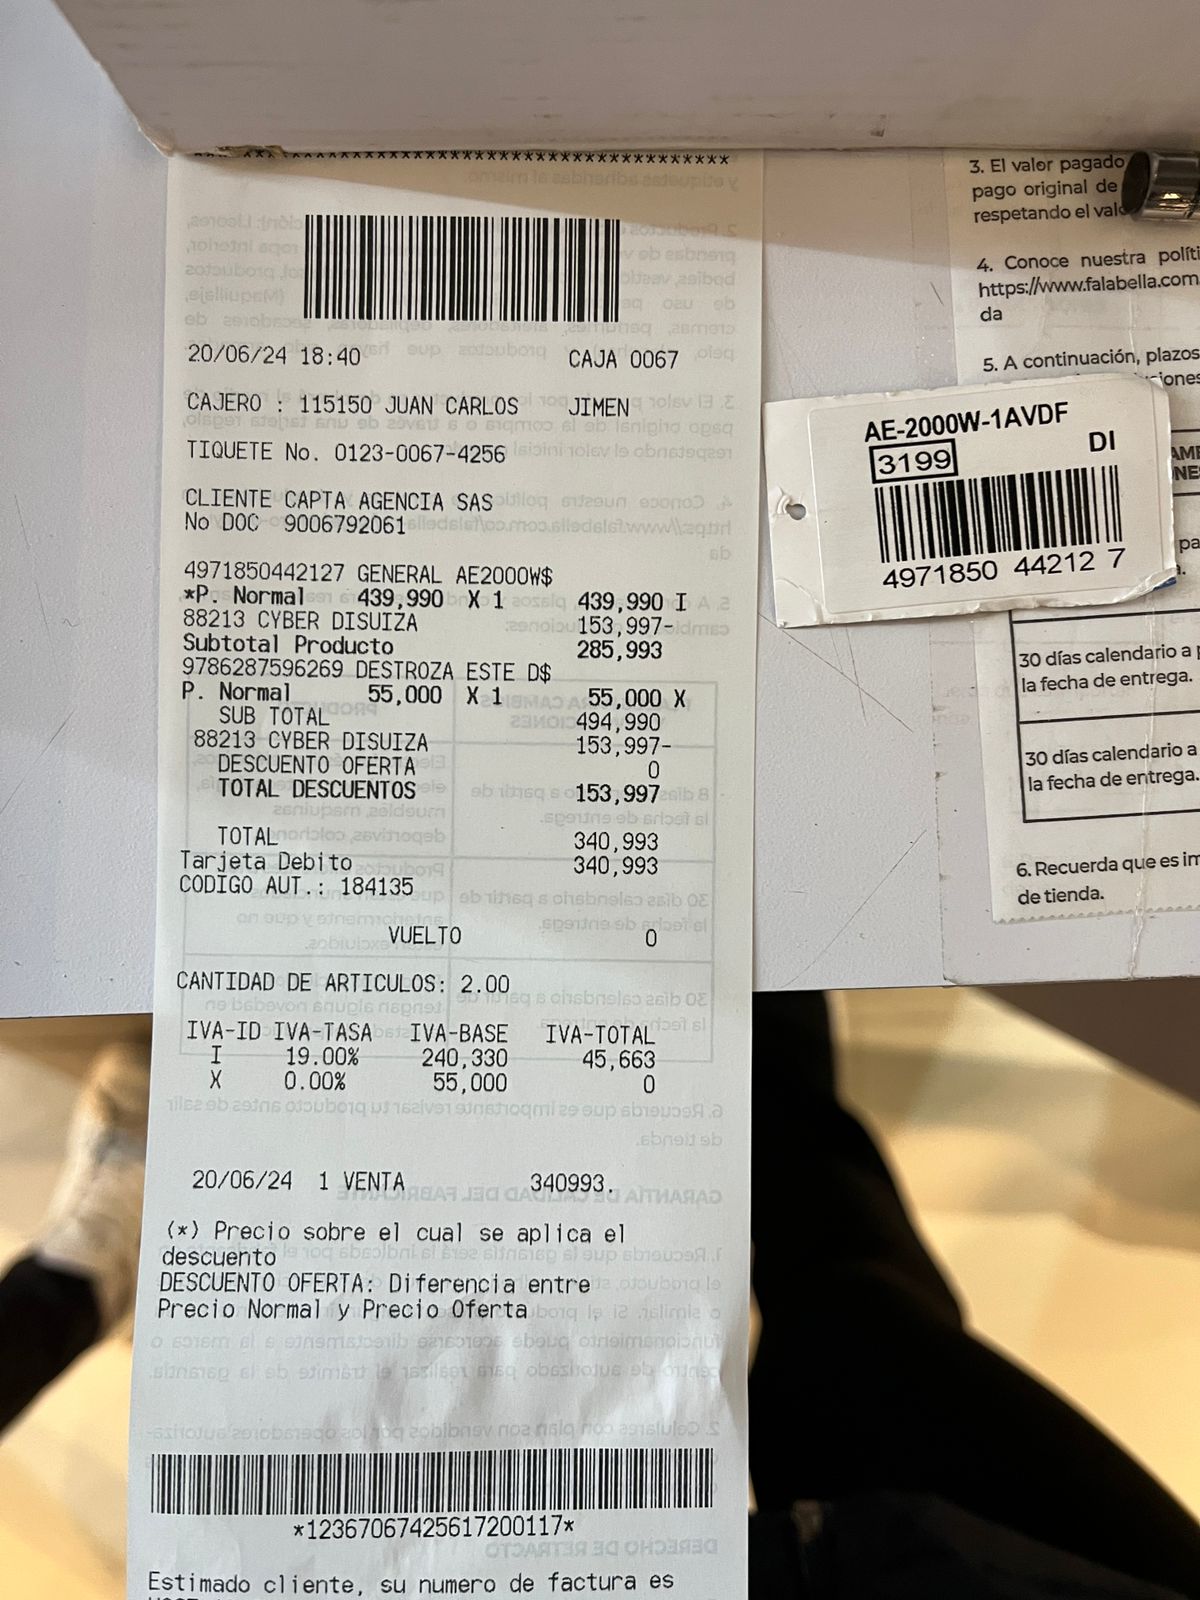 ****************************************
20/06/24 18:40 CAJA 0067
CAJERO : 115150 JUAN CARLOS JIMEN
TIQUETE No. 0123-0067-4256
CLIENTE CAPTA AGENCIA SAS
No DOC 9006792061
4971850442127 GENERAL AE2000W$
*P. Normal 439,990 X 1 439,990 I
88213 CYBER DISUIZA 153,997-
Subtotal Producto 285,993
9786287596269 DESTROZA ESTE D$
P. Normal 55,000 X 1 55,000 X
SUB TOTAL 494,990
88213 CYBER DISUIZA 153,997-
DESCUENTO OFERTA 0
TOTAL DESCUENTOS 153,997
TOTAL 340,993
Tarjeta Debito 340,993
CODIGO AUT.: 184135
VUELTO 0
CANTIDAD DE ARTICULOS: 2.00
IVA-ID IVA-TASA IVA-BASE IVA-TOTAL
I 19.00% 240,330 45,663
X 0.00% 55,000 0
20/06/24 1 VENTA 340993.
(*) Precio sobre el cual se aplica el
descuento
DESCUENTO OFERTA: Diferencia entre
Precio Normal y Precio Oferta
*12367067425617200117*
Estimado cliente, su numero de factura es
AE-2000W-1AVDF
3199 DI
4971850 44212 7
3. El valor pagado
pago original de
respetando el
4. Conoce nuestra
https://www.falabella.com
da
5. A continuación, plazos
30 días calendario a
la fecha de entrega.
30 días calendario a
la fecha de entrega.
6. Recuerda que es
de tienda.